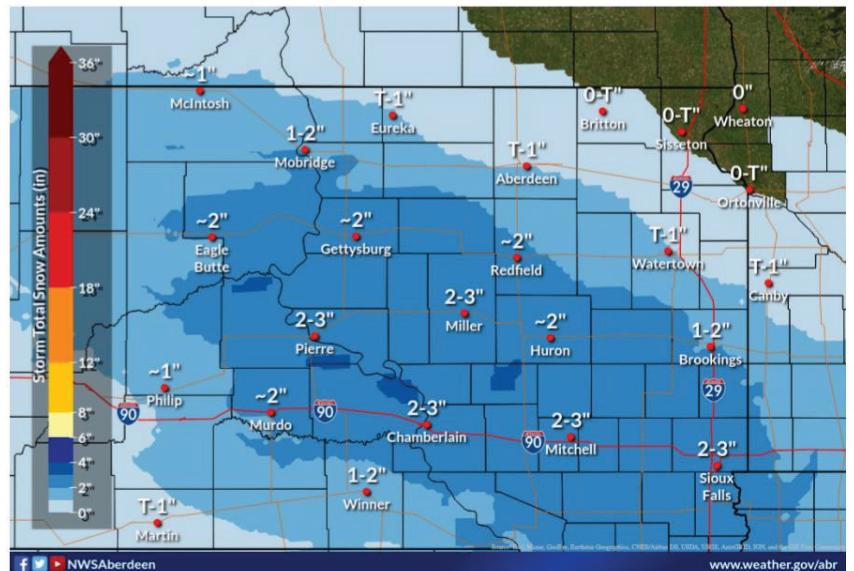 Storm Total Snow Amounts (in)
36"
30"
24"
18"
12"
8"
6"
4"
2"
0"
~1"
McIntosh
T-1"
Eureka
0-T"
Britton
0-T"
Sisseton
0"
Wheaton
1-2"
Mobridge
T-1"
Aberdeen
29
0-T"
Ortonville
~2"
Eagle
Butte
~2"
Gettysburg
~2"
Redfield
T-1"
Watertown
T-1"
Canby
2-3"
Pierre
2-3"
Miller
~2"
Huron
1-2"
Brookings
~1"
Philip
90
~2"
Murdo
90
2-3"
Chamberlain
90
2-3"
Mitchell
29
2-3"
Sioux
Falls
T-1"
Martin
1-2"
Winner
NWSAberdeen
www.weather.gov/abr